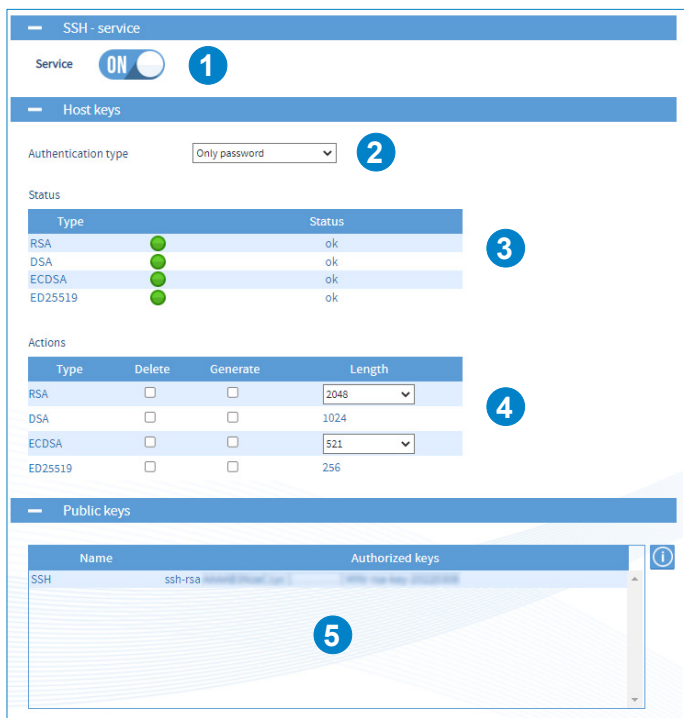 SSH - service
Service ON 1
Host keys
Authentication type Only password 2
Status
Type Status
RSA ok
DSA ok
ECDSA ok
ED25519 ok
3
Actions
Type Delete Generate Length
RSA 2048
DSA 1024
ECDSA 521
ED25519 256
4
Public keys
Name Authorized keys
SSH ssh-rsa
5